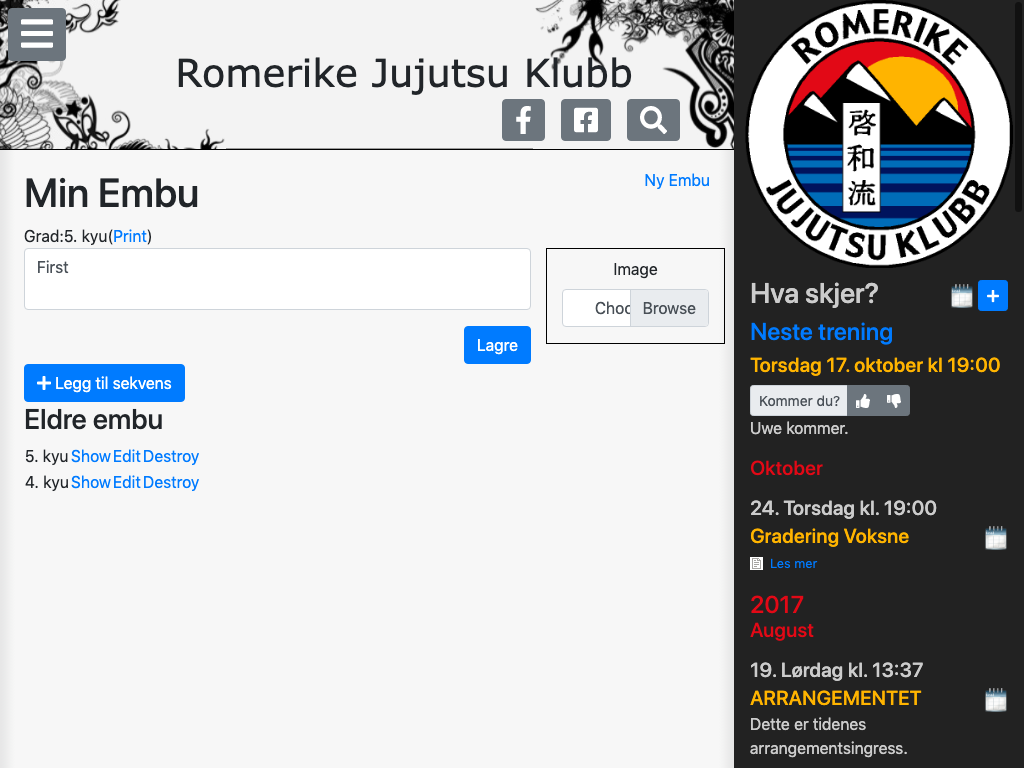 Romerike Jujutsu Klubb
Min Embu
Ny Embu
Grad:5. kyu(Print)
First
Image
Browse
Lagre
Legg til sekvens
Eldre embu
5. kyu Show Edit Destroy
4. kyu Show Edit Destroy
ROMERIKE
啓和流
JUJUTSU KLUBB
Hva skjer?
Neste trening
Torsdag 17. oktober kl 19:00
Kommer du?
Uwe kommer.
Oktober
24. Torsdag kl. 19:00
Gradering Voksne
Les mer
2017
August
19. Lørdag kl. 13:37
ARRANGEMENTET
Dette er tidenes
arrangementsingress.